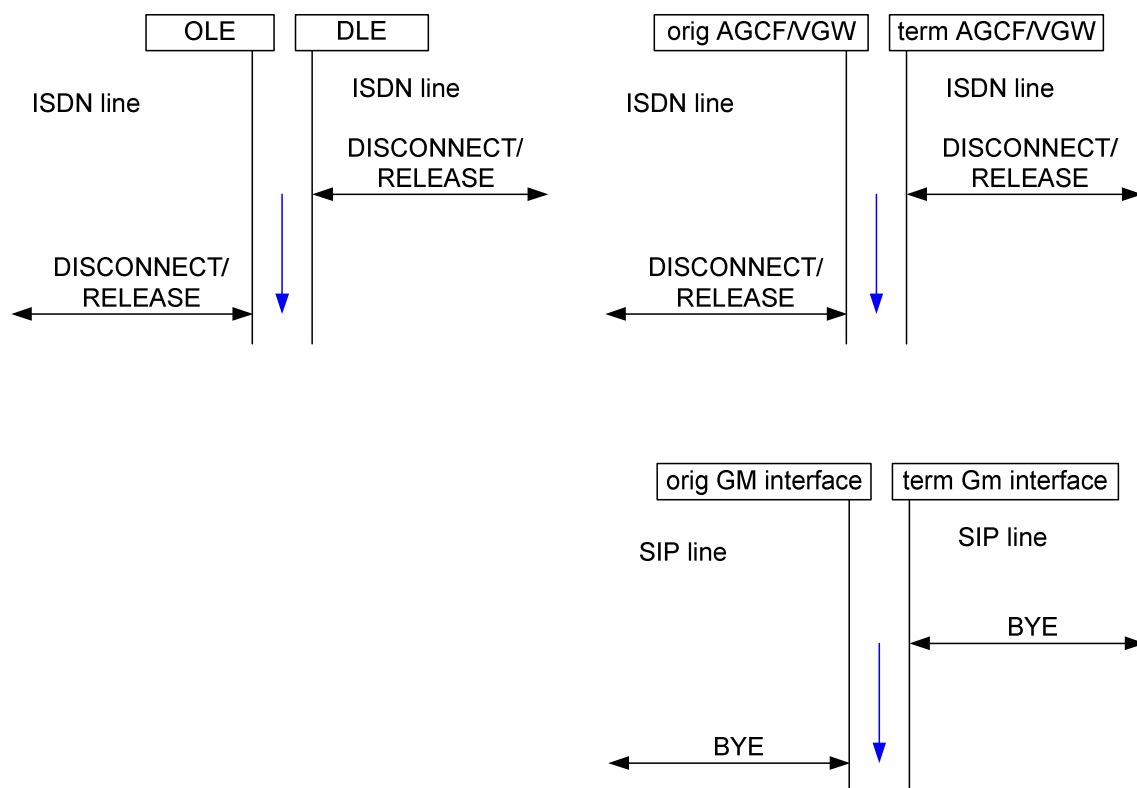 OLE
DLE
ISDN line
ISDN line
DISCONNECT/
RELEASE
DISCONNECT/
RELEASE
orig AGCF/VGW
term AGCF/VGW
ISDN line
ISDN line
DISCONNECT/
RELEASE
DISCONNECT/
RELEASE
orig GM interface
term Gm interface
SIP line
SIP line
BYE
BYE